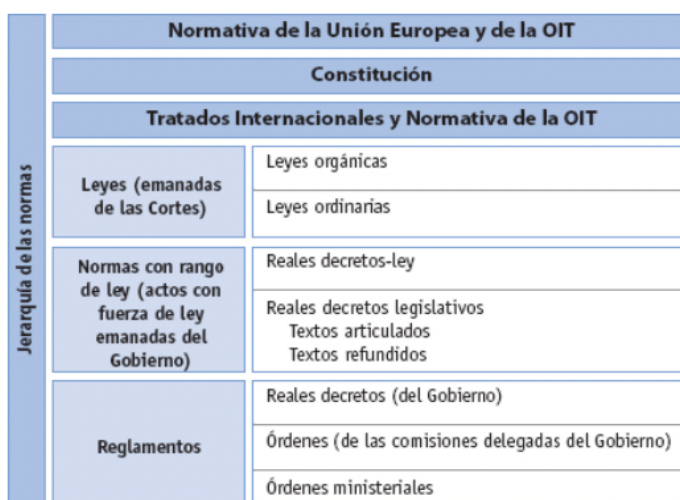 Jerarquía de las normas
Normativa de la Unión Europea y de la OIT
Constitución
Tratados Internacionales y Normativa de la OIT
Leyes (emanadas
de las Cortes)
Leyes orgánicas
Leyes ordinarias
Normas con rango
de ley (actos con
fuerza de ley
emanadas del
Gobierno)
Reales decretos-ley
Reales decretos legislativos
Textos articulados
Textos refundidos
Reglamentos
Reales decretos (del Gobierno)
Órdenes (de las comisiones delegadas del Gobierno)
Órdenes ministeriales